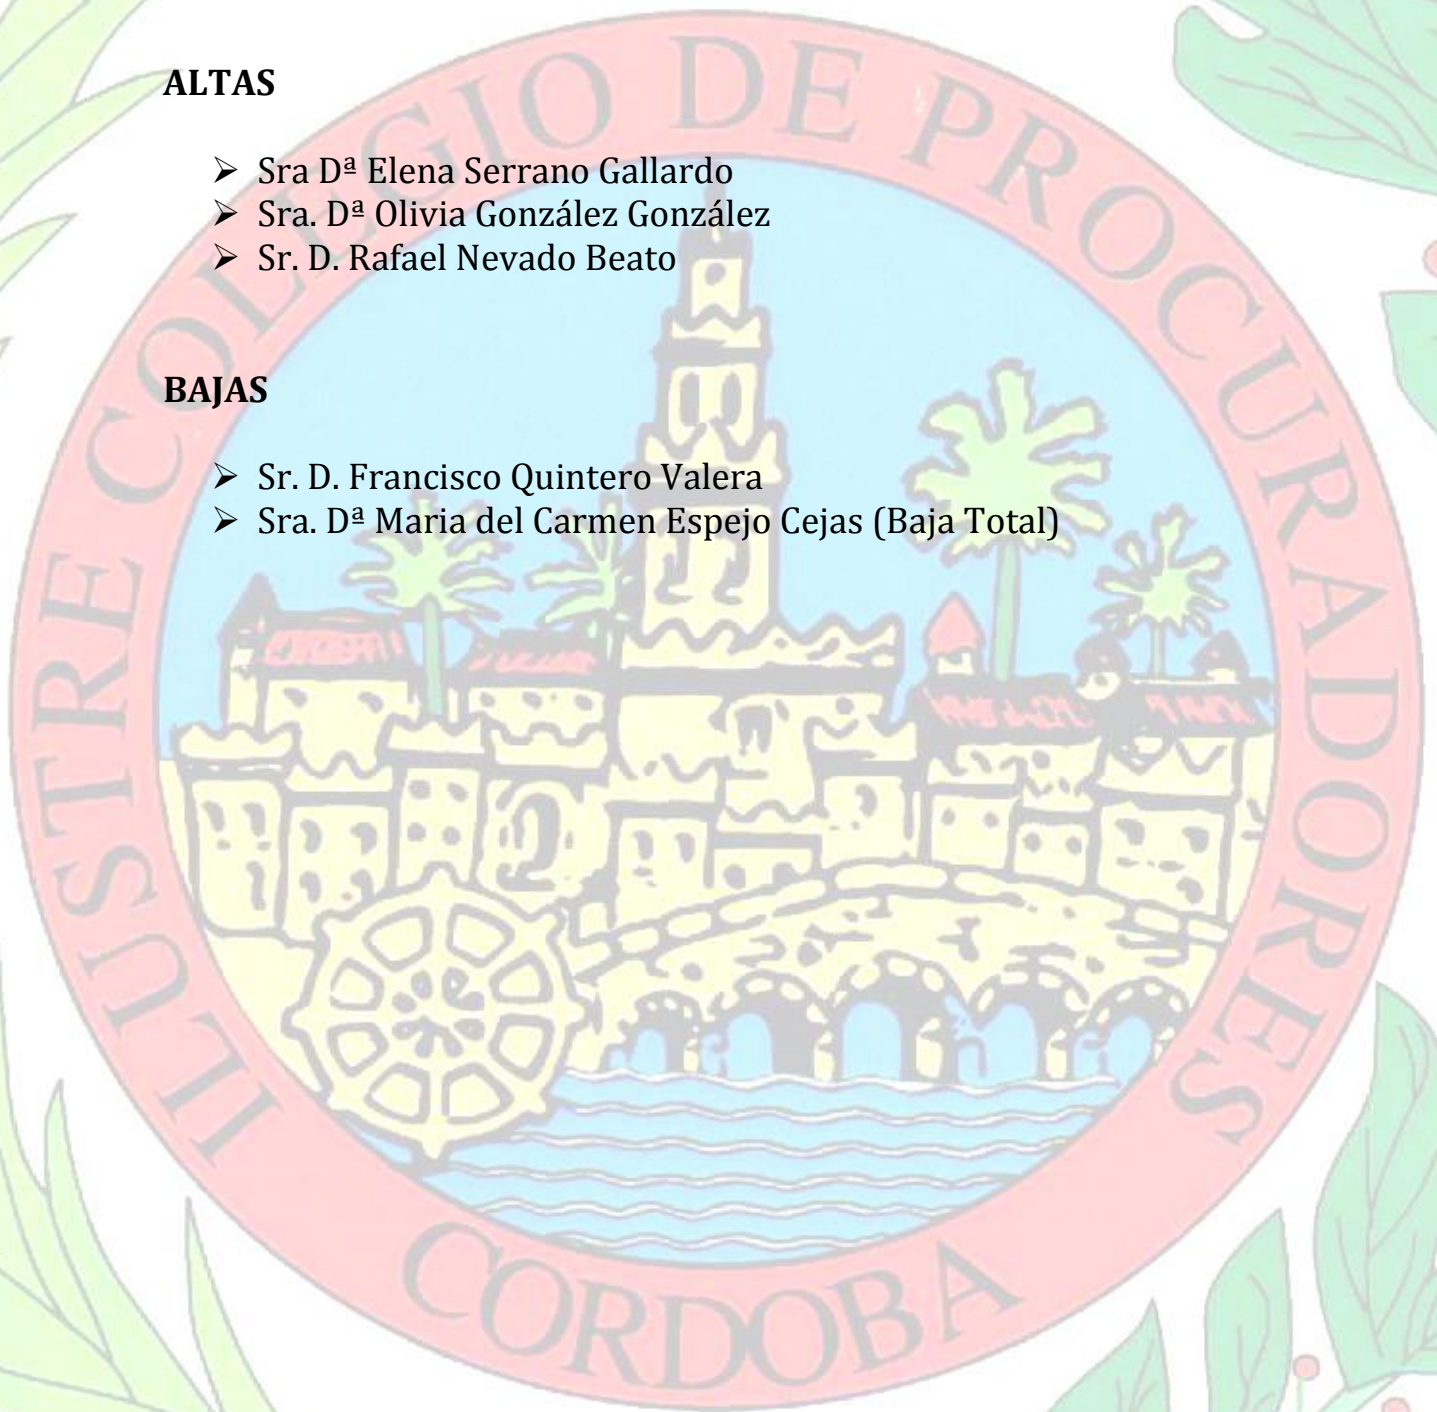 ALTAS
➢ Sra Dª Elena Serrano Gallardo
➢ Sra. Dª Olivia González González
➢ Sr. D. Rafael Nevado Beato
BAJAS
➢ Sr. D. Francisco Quintero Valera
➢ Sra. Dª Maria del Carmen Espejo Cejas (Baja Total)
ILUSTRE COLEGIO DE PROCURADORES
CORDOBA